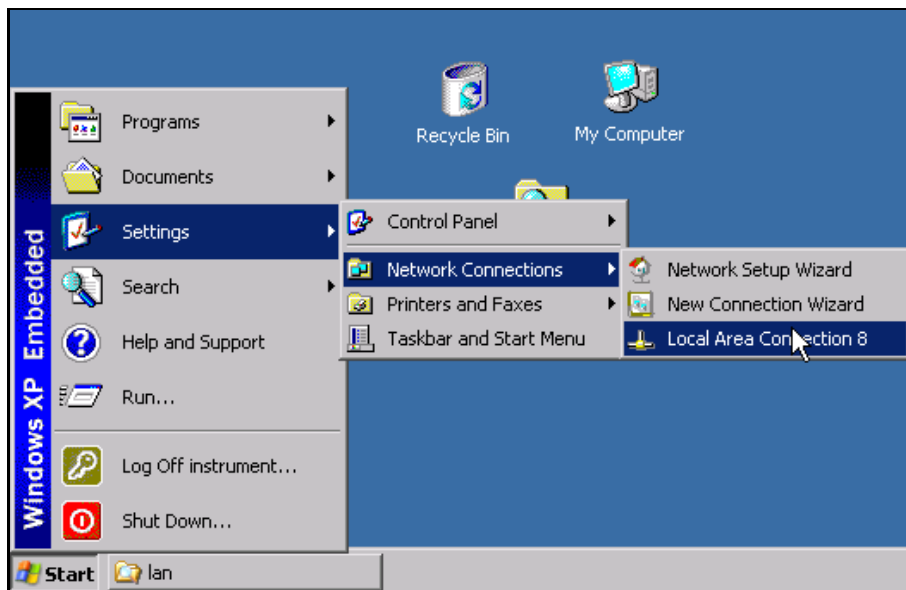 Recycle Bin
My Computer
Windows XP Embedded
Programs
Documents
Settings
Search
Help and Support
Run...
Log Off instrument...
Shut Down...
Control Panel
Network Connections
Printers and Faxes
Taskbar and Start Menu
Network Setup Wizard
New Connection Wizard
Local Area Connection 8
Start
lan